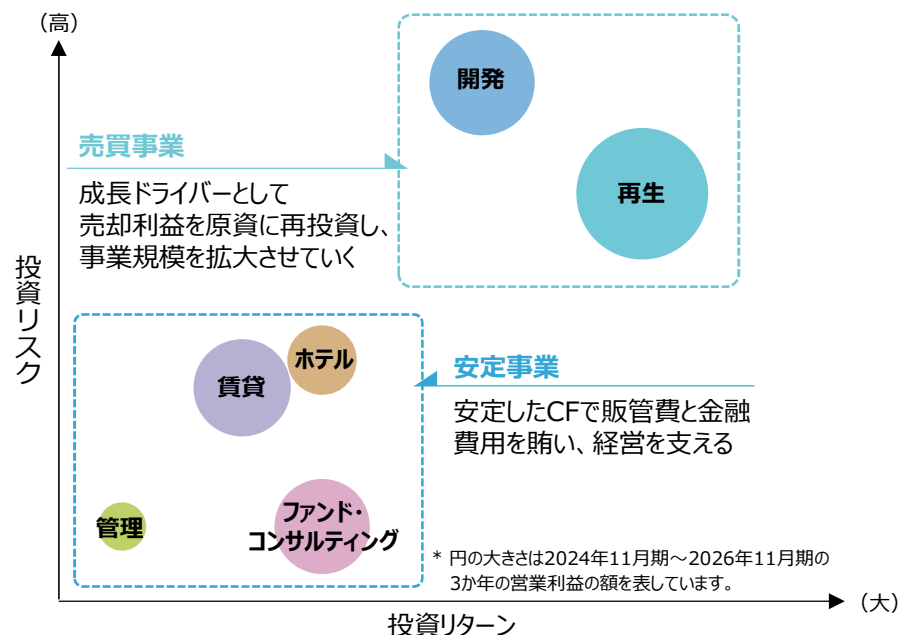 （高）
開発
再生
売買事業
成長ドライバーとして
売却利益を原資に再投資し、
事業規模を拡大させていく
投資リスク
ホテル
賃貸
安定事業
安定したCFで販管費と金融
費用を賄い、経営を支える
管理
ファンド・
コンサルティング
* 円の大きさは2024年11月期～2026年11月期の
3か年の営業利益の額を表しています。
（大）
投資リターン